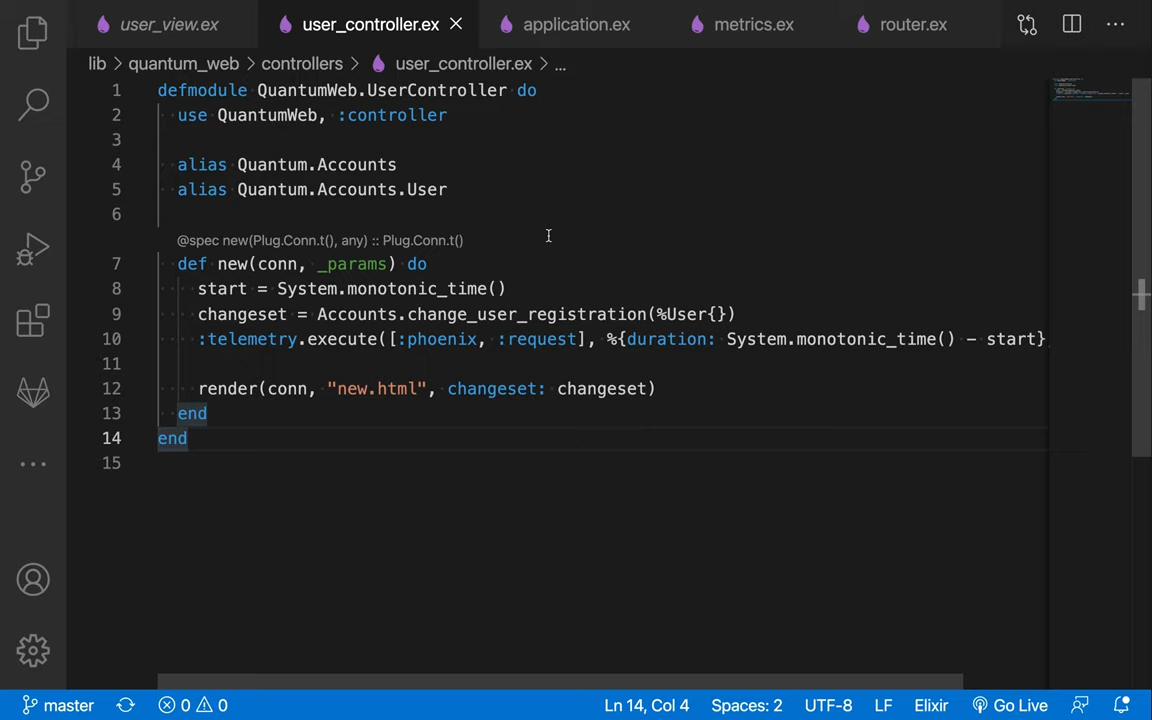 user_view.ex user_controller.ex application.ex metrics.ex router.ex
lib > quantum_web > controllers > user_controller.ex > ...
1 defmodule QuantumWeb.UserController do
2 use QuantumWeb, :controller
3
4 alias Quantum.Accounts
5 alias Quantum.Accounts.User
6
@spec new(Plug.Conn.t(), any) :: Plug.Conn.t()
7 def new(conn, _params) do
8 start = System.monotonic_time()
9 changeset = Accounts.change_user_registration(%User{})
10 :telemetry.execute([:phoenix, :request], %{duration: System.monotonic_time() - start}
11
12 render(conn, "new.html", changeset: changeset)
13 end
14 end
15
master 0 0 Ln 14, Col 4 Spaces: 2 UTF-8 LF Elixir Go Live